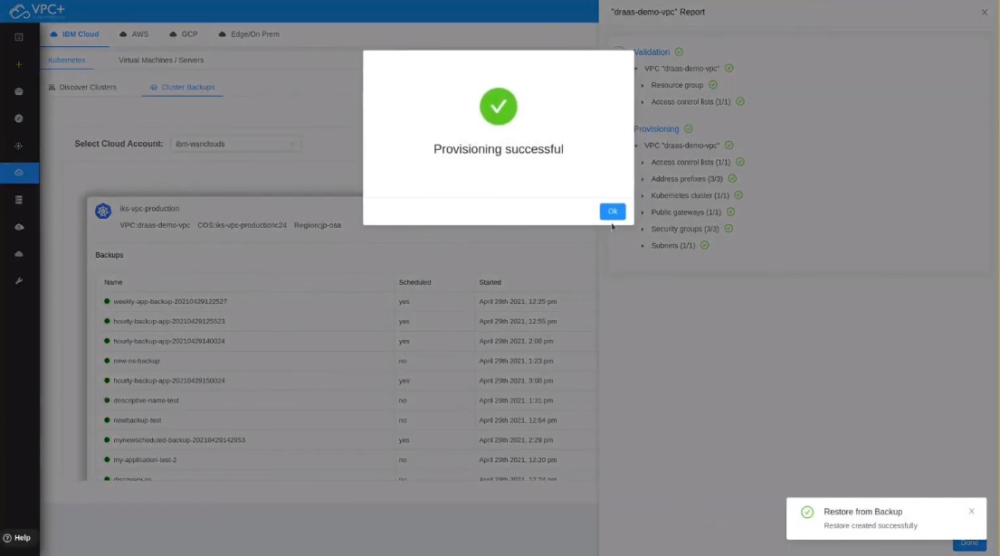 VPC+
"draas-demo-vpc" Report
IBM Cloud
AWS
GCP
Edge/On Prem
Kubernetes
Virtual Machines / Servers
Discover Clusters
Cluster Backups
Select Cloud Account:
ibm-wanclouds
iks-vpc-production
VPC:draas-demo-vpc COS:iks-vpc-productionc24 Region:jp-osa
Backups
Name Scheduled Started
weekly-app-backup-20210429122527 yes April 29th 2021, 12:25 pm
hourly-backup-app-20210429125523 yes April 29th 2021, 12:55 pm
hourly-backup-app-20210429140024 yes April 29th 2021, 2:00 pm
new-ns-backup no April 29th 2021, 1:23 pm
hourly-backup-app-20210429150024 yes April 29th 2021, 3:00 pm
descriptive-name-test no April 29th 2021, 1:31 pm
newbackup-test no April 29th 2021, 12:54 pm
mynewscheduled-backup-20210429142953 yes April 29th 2021, 2:29 pm
my-application-test-2 no April 29th 2021, 12:20 pm
discovery-ns no April 29th 2021, 12:24 pm
Provisioning successful
Ok
Validation
VPC "draas-demo-vpc"
Resource group
Access control lists (1/1)
Provisioning
VPC "draas-demo-vpc"
Access control lists (1/1)
Address prefixes (3/3)
Kubernetes cluster (1/1)
Public gateways (1/1)
Security groups (3/3)
Subnets (1/1)
Restore from Backup
Restore created successfully
Done
Help